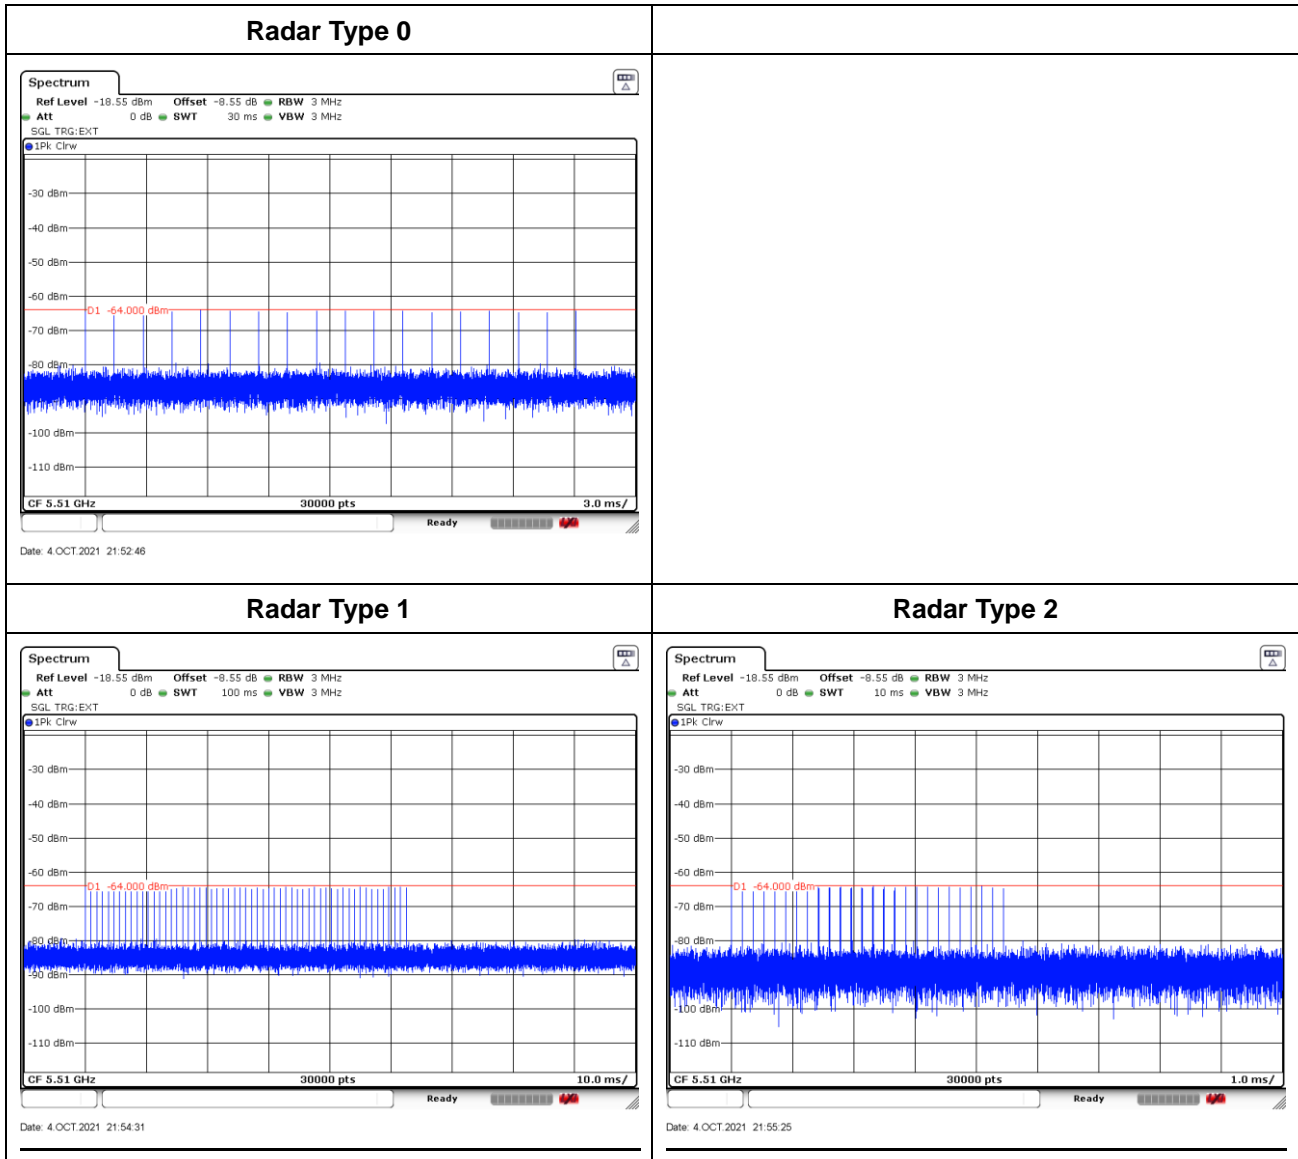 Radar Type 0
Spectrum
Ref Level -18.55 dBm Offset -8.55 dB RBW 3 MHz
Att 0 dB SWT 30 ms VBW 3 MHz
SGL TRG:EXT
1Pk Clrw
-30 dBm
-40 dBm
-50 dBm
-60 dBm
D1 -64.000 dBm
-70 dBm
-80 dBm
-100 dBm
-110 dBm
CF 5.51 GHz 30000 pts 3.0 ms/
Ready
Date: 4.OCT.2021 21:52:46
Radar Type 1
Spectrum
Ref Level -18.55 dBm Offset -8.55 dB RBW 3 MHz
Att 0 dB SWT 100 ms VBW 3 MHz
SGL TRG:EXT
1Pk Clrw
-30 dBm
-40 dBm
-50 dBm
-60 dBm
D1 -64.000 dBm
-70 dBm
-80 dBm
-90 dBm
-100 dBm
-110 dBm
CF 5.51 GHz 30000 pts 10.0 ms/
Ready
Date: 4.OCT.2021 21:54:31
Radar Type 2
Spectrum
Ref Level -18.55 dBm Offset -8.55 dB RBW 3 MHz
Att 0 dB SWT 10 ms VBW 3 MHz
SGL TRG:EXT
1Pk Clrw
-30 dBm
-40 dBm
-50 dBm
-60 dBm
D1 -64.000 dBm
-70 dBm
-80 dBm
-100 dBm
-110 dBm
CF 5.51 GHz 30000 pts 1.0 ms/
Ready
Date: 4.OCT.2021 21:55:25